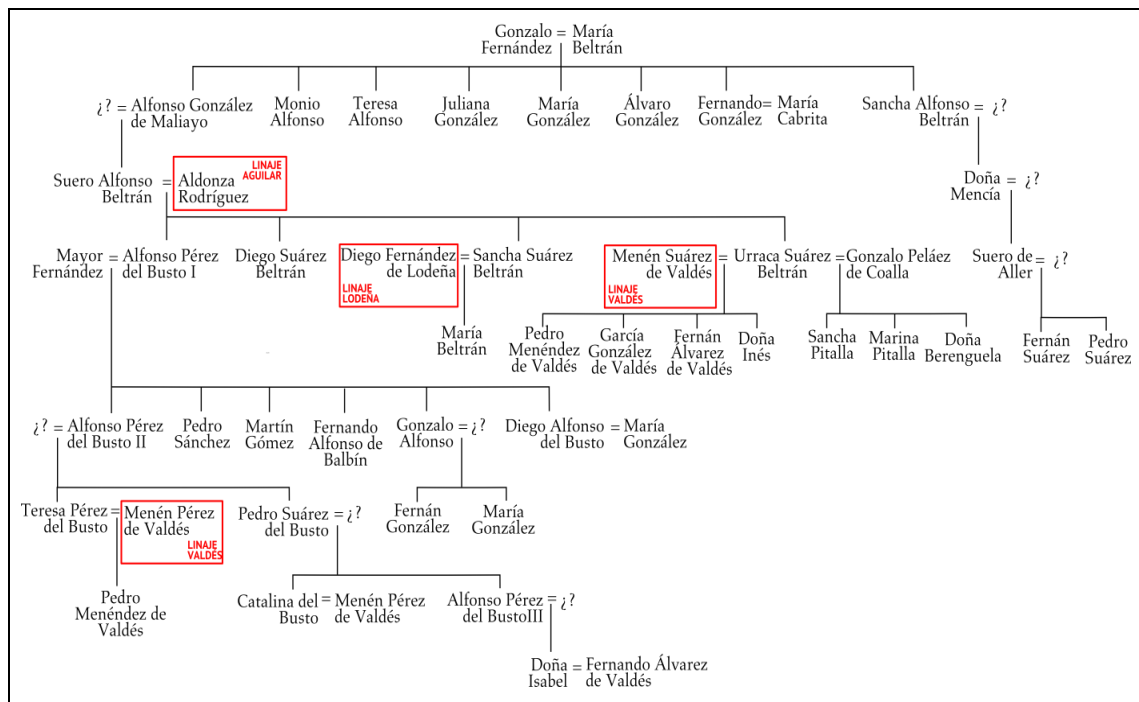 Gonzalo = María
Fernández Beltrán
¿? = Alfonso González
de Maliayo
Monio
Alfonso
Teresa
Alfonso
Juliana
González
María
González
Álvaro
González
Fernando= María
González Cabrita
Sancha Alfonso = ¿?
Beltrán
Suero Alfonso = Aldonza
Beltrán Rodríguez
LINAJE
AGUILAR
Doña = ¿?
Mencía
Mayor = Alfonso Pérez
Fernández del Busto I
Diego Suárez
Beltrán
Diego Fernández = Sancha Suárez
de Lodeña Beltrán
LINAJE
LODEÑA
Menén Suárez = Urraca Suárez = Gonzalo Peláez
de Valdés Beltrán de Coalla
LINAJE
VALDÉS
Suero de = ¿?
Aller
María
Beltrán
Pedro
Menéndez
de Valdés
García
González
de Valdés
Fernán
Álvarez
de Valdés
Doña
Inés
Sancha
Pitalla
Marina
Pitalla
Doña
Berenguela
Fernán
Suárez
Pedro
Suárez
¿? = Alfonso Pérez
del Busto II
Pedro
Sánchez
Martín
Gómez
Fernando
Alfonso de
Balbín
Gonzalo = ¿?
Alfonso
Diego Alfonso = María
del Busto González
Teresa Pérez = Menén Pérez
del Busto de Valdés
LINAJE
VALDÉS
Pedro Suárez = ¿?
del Busto
Fernán
González
María
González
Pedro
Menéndez de
Valdés
Catalina del = Menén Pérez
Busto de Valdés
Alfonso Pérez = ¿?
del BustoIII
Doña = Fernando Álvarez
Isabel de Valdés